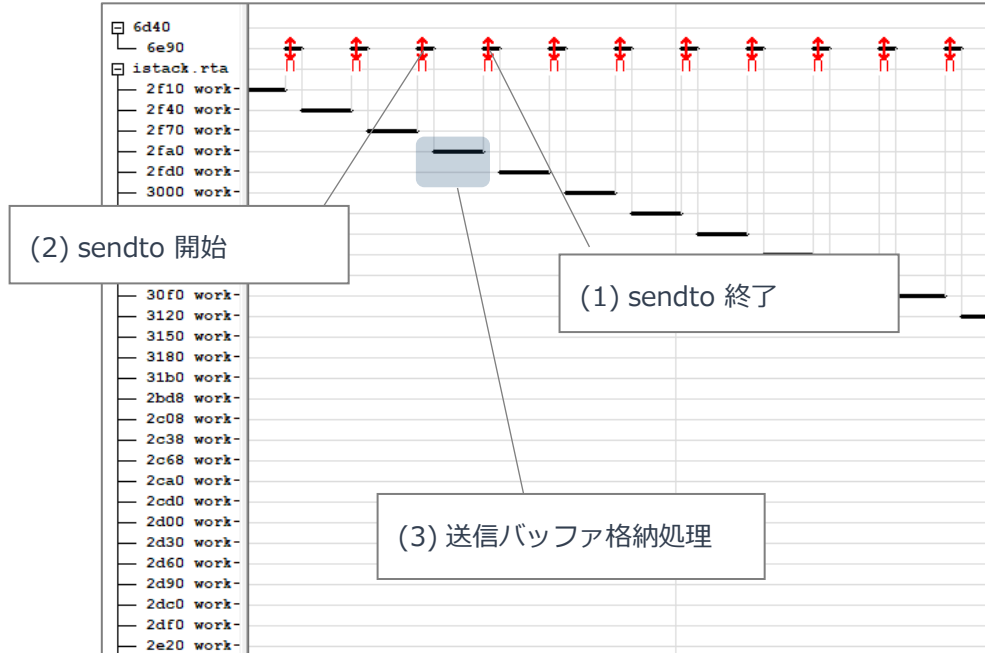 6d40
6e90
istack.rta
2f10 work-
2f40 work-
2f70 work-
2fa0 work-
2fd0 work-
3000 work-
(2) sendto 開始
(1) sendto 終了
30f0 work-
3120 work-
3150 work-
3180 work-
31b0 work-
2bd8 work-
2c08 work-
2c38 work-
2c68 work-
2ca0 work-
2cd0 work-
(3) 送信バッファ格納処理
2d00 work-
2d30 work-
2d60 work-
2d90 work-
2dc0 work-
2df0 work-
2e20 work-